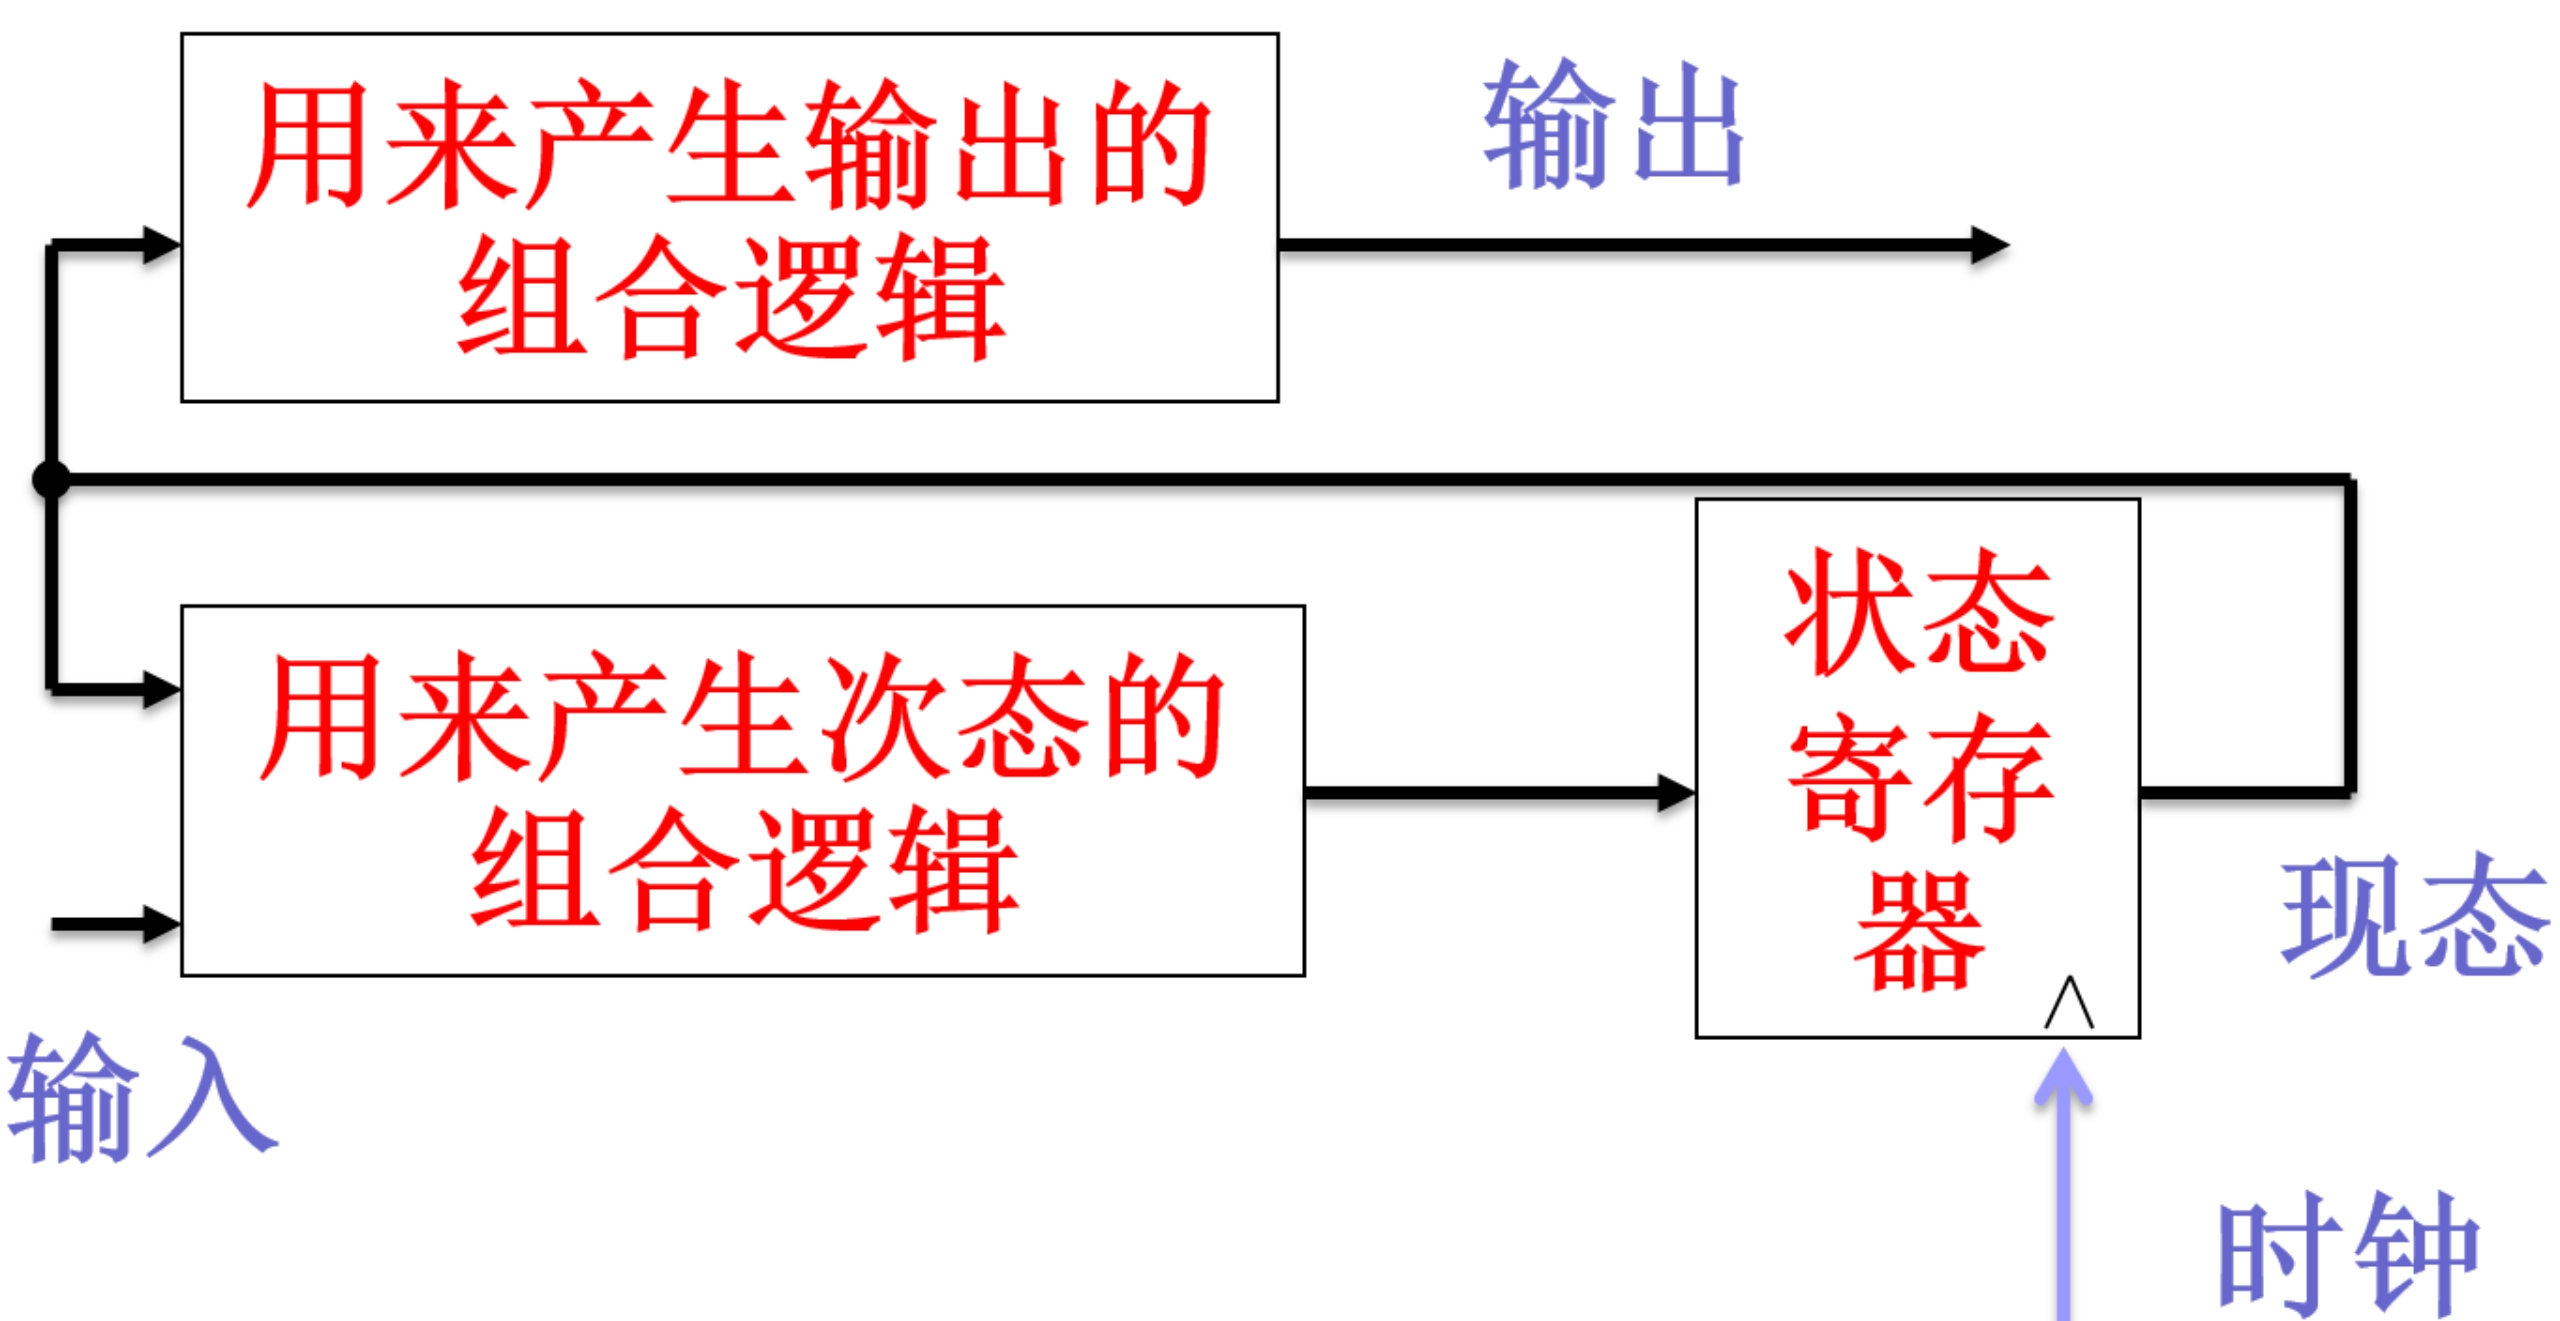 用来产生输出的
组合逻辑
输出
用来产生次态的
组合逻辑
状态
寄存
器
现态
输入
时钟